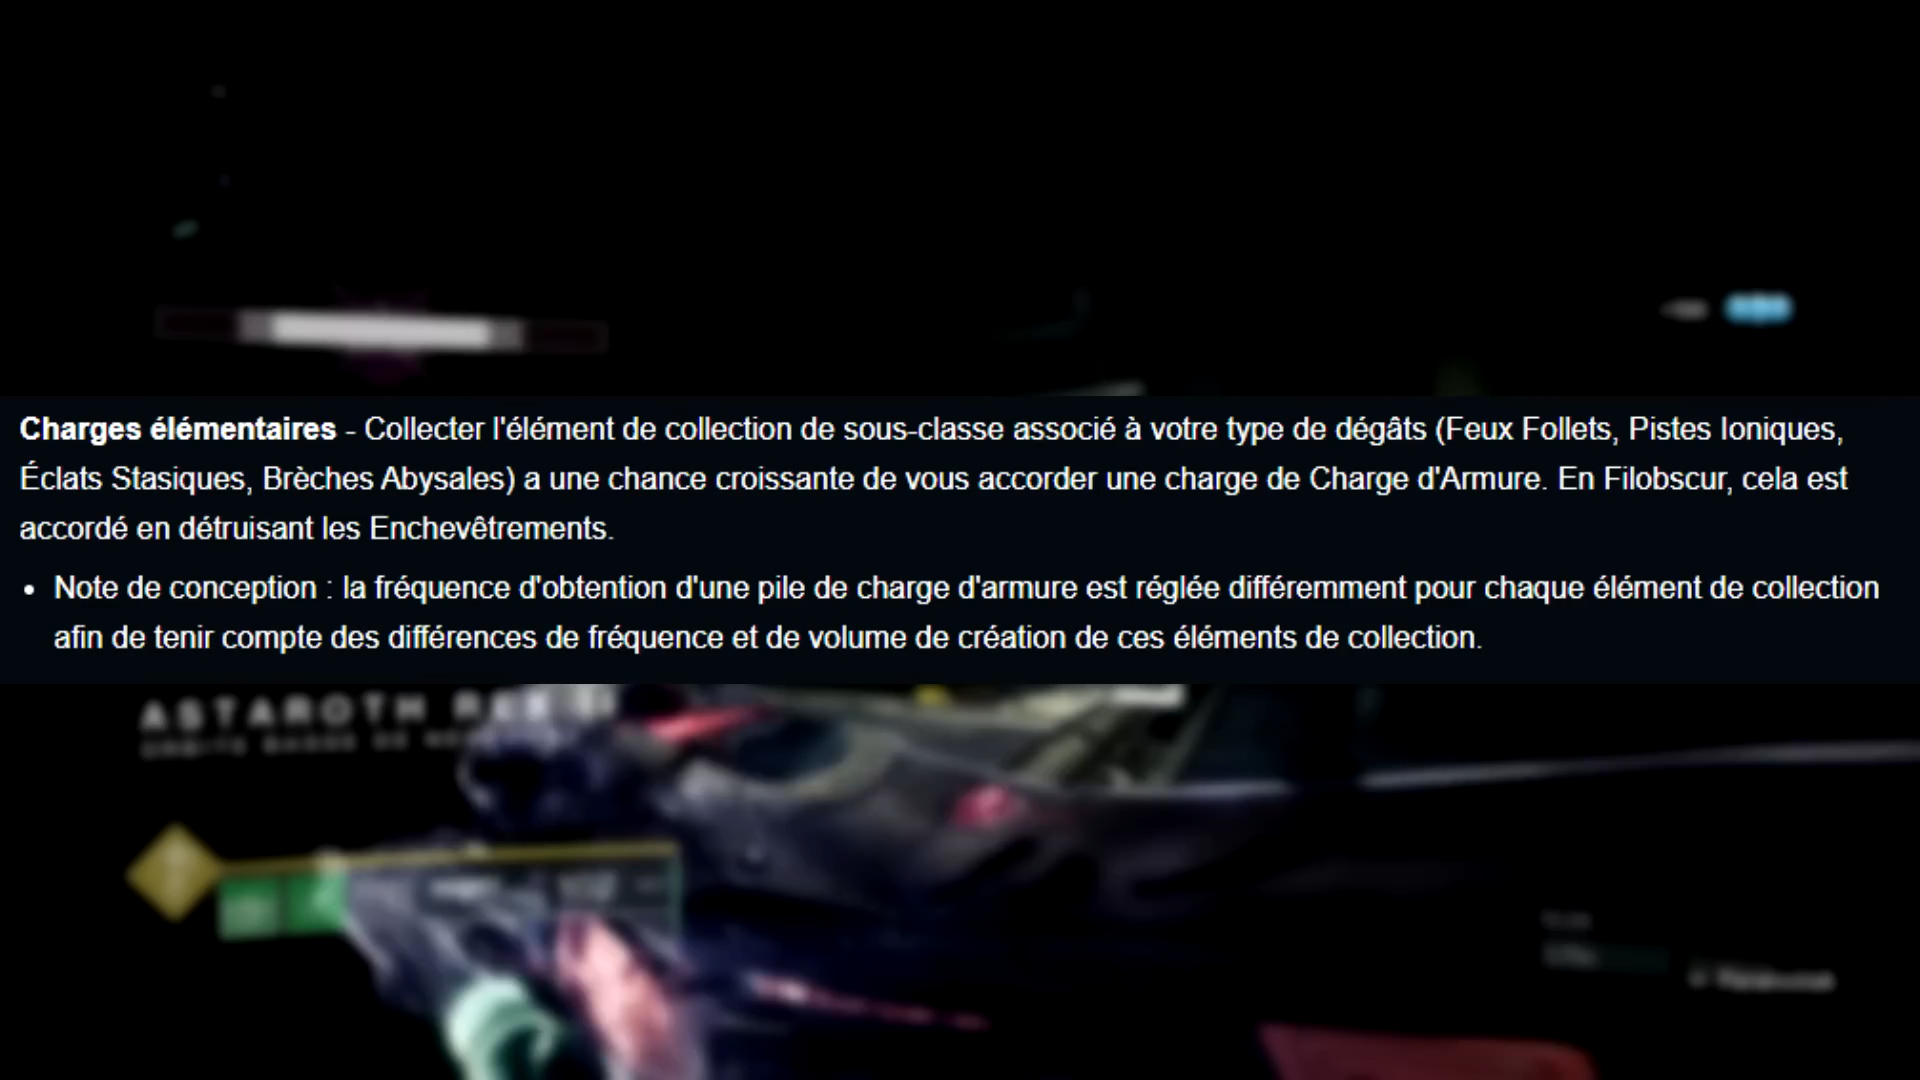 Charges élémentaires - Collecter l'élément de collection de sous-classe associé à votre type de dégâts (Feux Follets, Pistes Ioniques,
Éclats Stasiques, Brèches Abysales) a une chance croissante de vous accorder une charge de Charge d'Armure. En Filobscur, cela est
accordé en détruisant les Enchevêtrements.
• Note de conception : la fréquence d'obtention d'une pile de charge d'armure est réglée différemment pour chaque élément de collection
afin de tenir compte des différences de fréquence et de volume de création de ces éléments de collection.
ASTAROTH